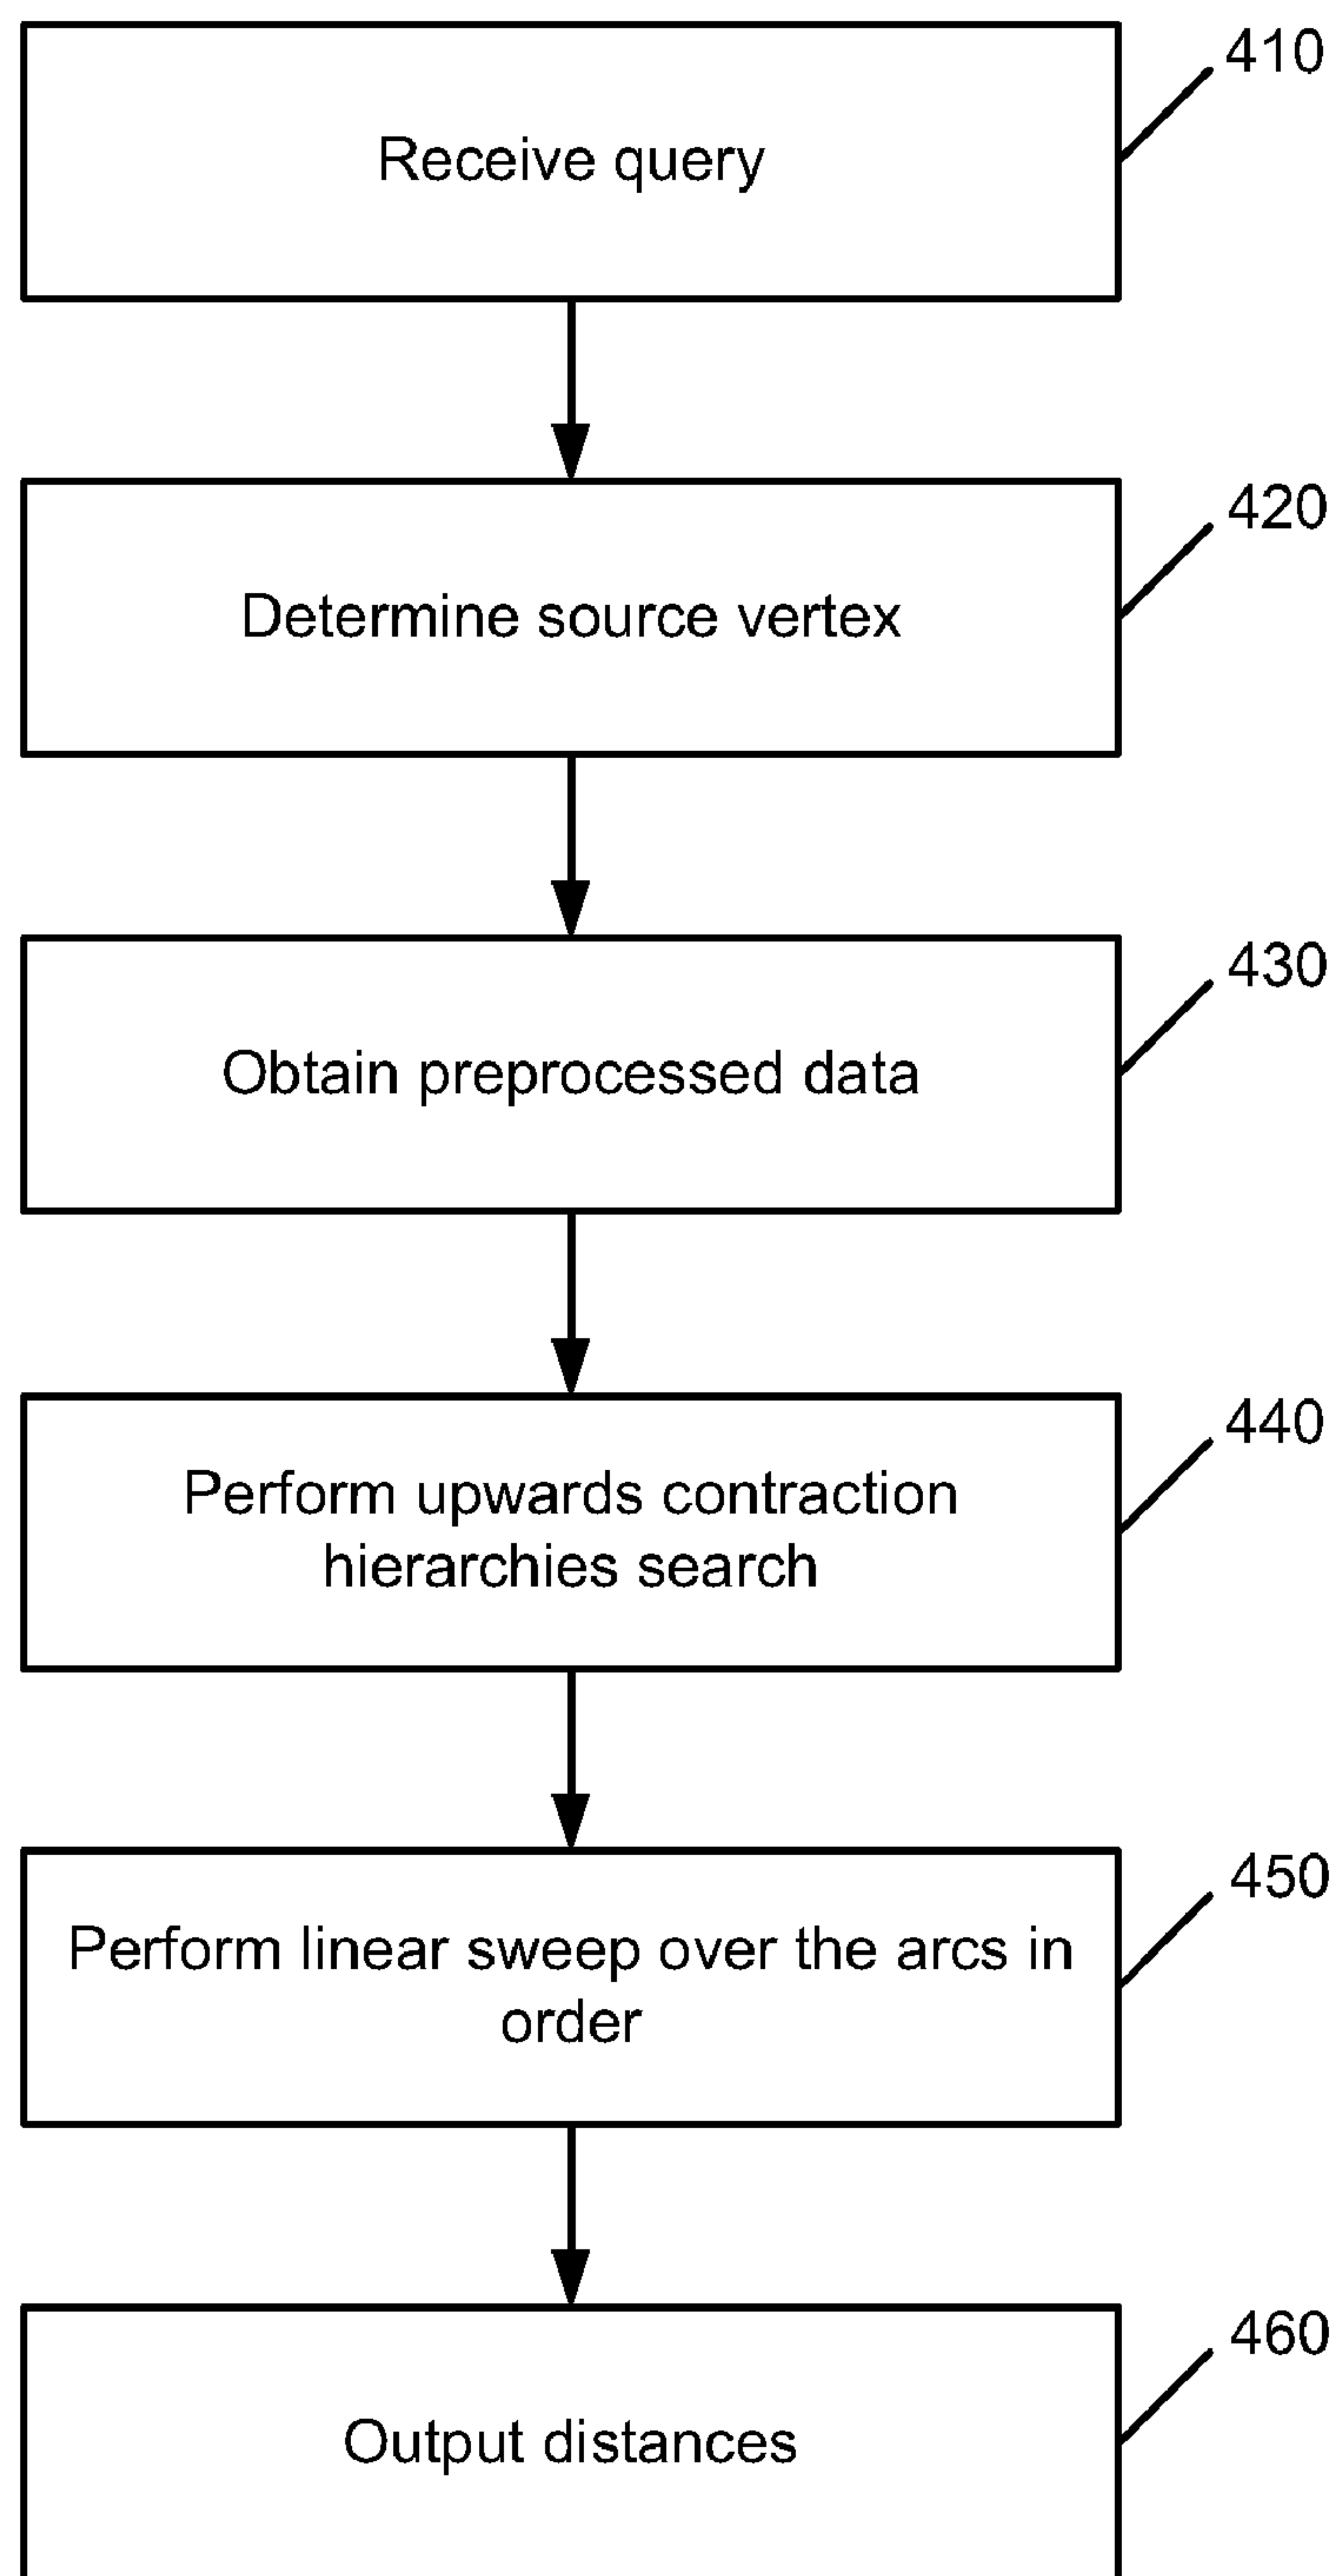 410
Receive query
420
Determine source vertex
430
Obtain preprocessed data
440
Perform upwards contraction
hierarchies search
450
Perform linear sweep over the arcs in
order
460
Output distances